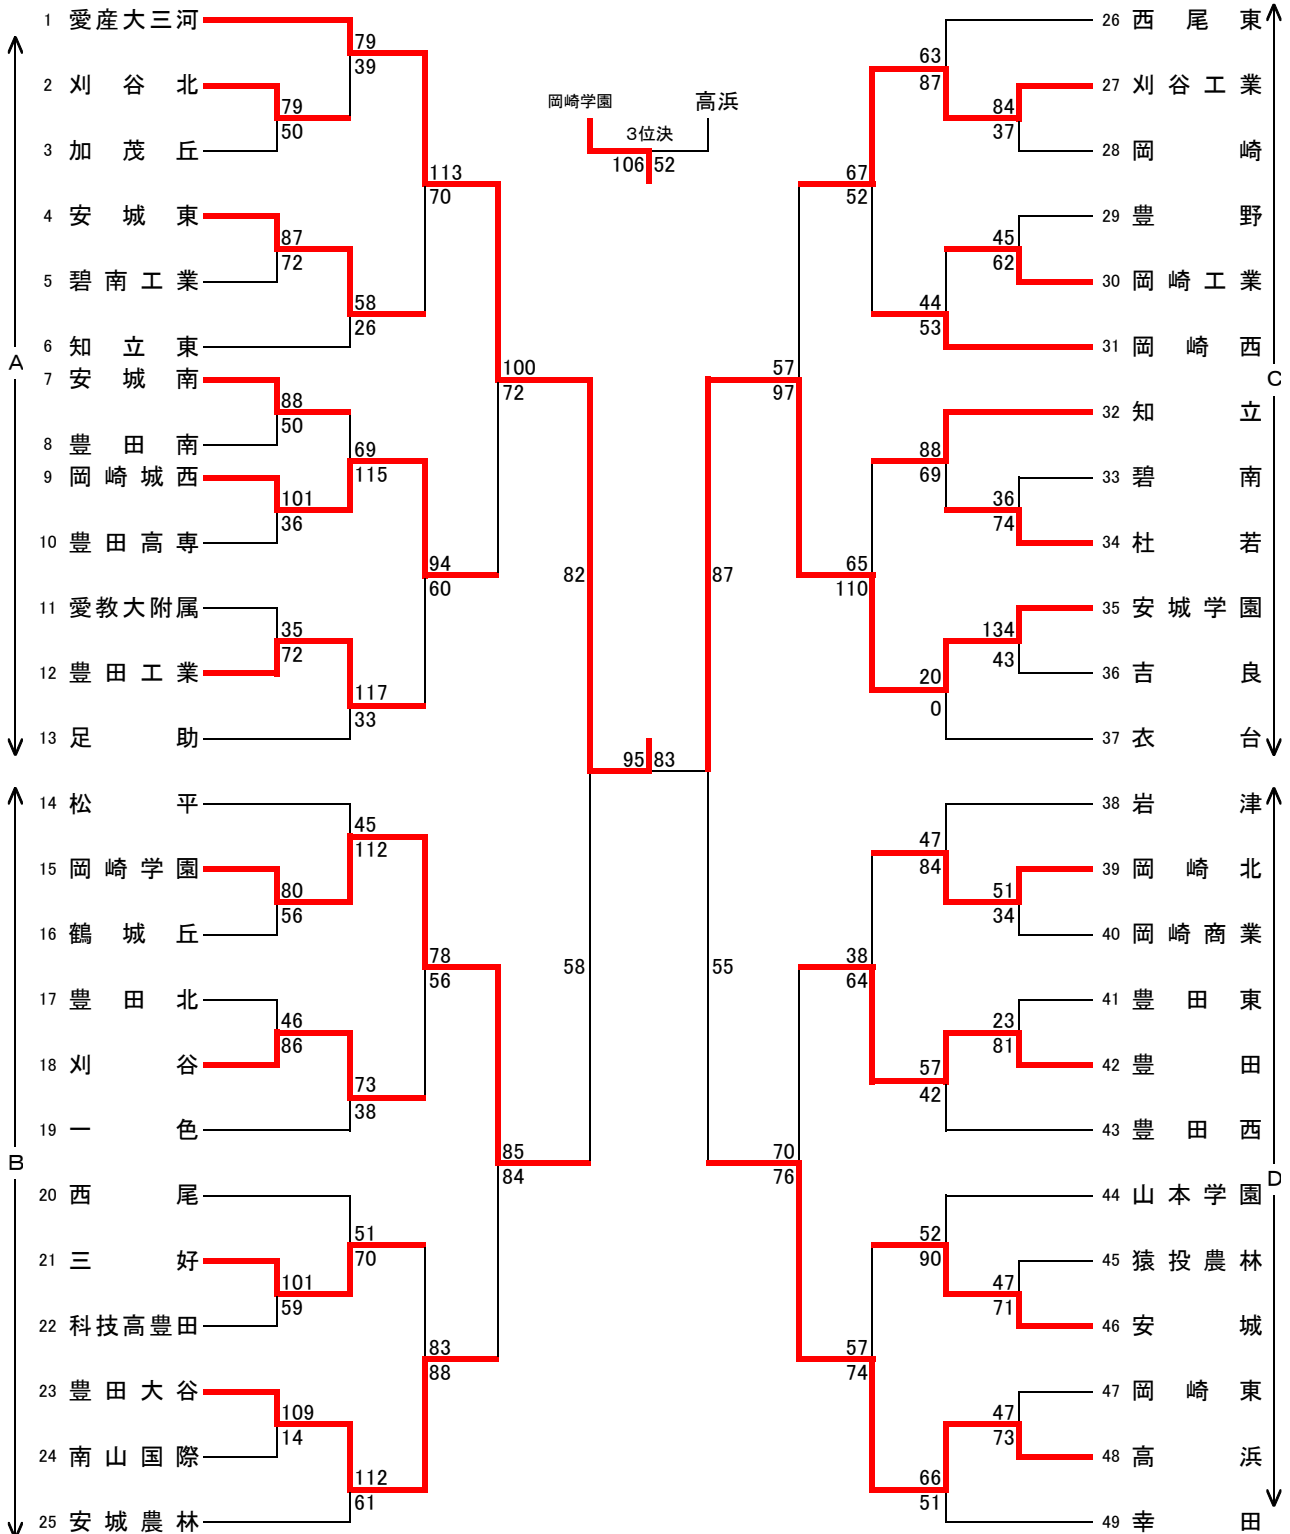 1 愛産大三河
2 刈谷北
3 加茂丘
4 安城東
5 碧南工業
6 知立東
7 安城南
8 豊田南
9 岡崎城西
10 豊田高専
11 愛教大附属
12 豊田工業
13 足助
A
14 松平
15 岡崎学園
16 鶴城丘
17 豊田北
18 刈谷
19 一色
20 西尾
21 三好
22 科技高豊田
23 豊田大谷
24 南山国際
25 安城農林
B
79
39
79
50
87
72
58
26
113
70
88
50
69
115
101
36
94
60
35
72
117
33
100
72
45
112
80
56
78
56
46
86
73
38
85
84
51
70
101
59
83
88
109
14
112
61
82
58
岡崎学園
高浜
3位決
106 52
95 83
87
55
63
87
84
37
67
52
45
62
44
53
57
97
88
69
36
74
65
110
134
43
20
0
47
84
51
34
38
64
23
81
57
42
70
76
52
90
47
71
57
74
47
73
66
51
26 西尾東
27 刈谷工業
28 岡崎
29 豊野
30 岡崎工業
31 岡崎西
32 知立
33 碧南
34 杜若
35 安城学園
36 吉良
37 衣台
C
38 岩津
39 岡崎北
40 岡崎商業
41 豊田東
42 豊田
43 豊田西
44 山本学園
45 猿投農林
46 安城
47 岡崎東
48 高浜
49 幸田
D